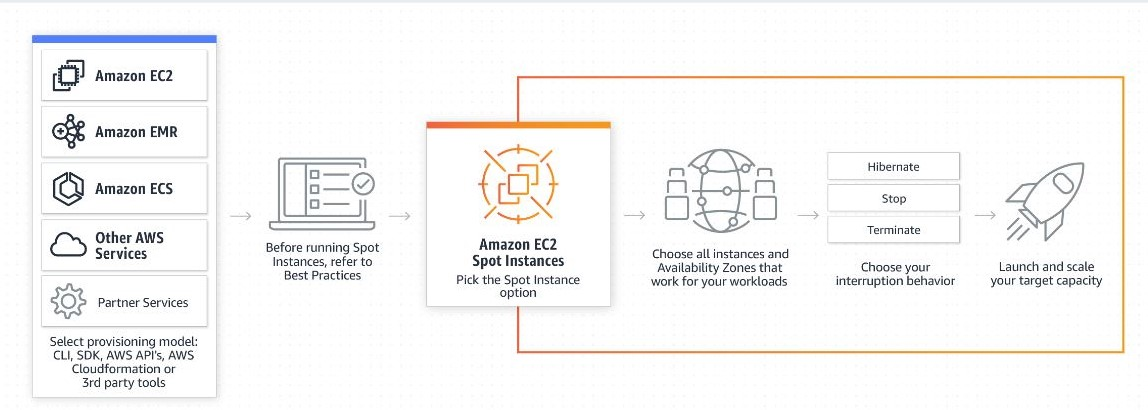 Amazon EC2
Amazon EMR
Amazon ECS
Other AWS
Services
Partner Services
Select provisioning model:
CLI, SDK, AWS API's, AWS
Cloudformation or
3rd party tools
Before running Spot
Instances, refer to
Best Practices
Amazon EC2
Spot Instances
Pick the Spot Instance
option
Choose all instances and
Availability Zones that
work for your workloads
Hibernate
Stop
Terminate
Choose your
interruption behavior
Launch and scale
your target capacity